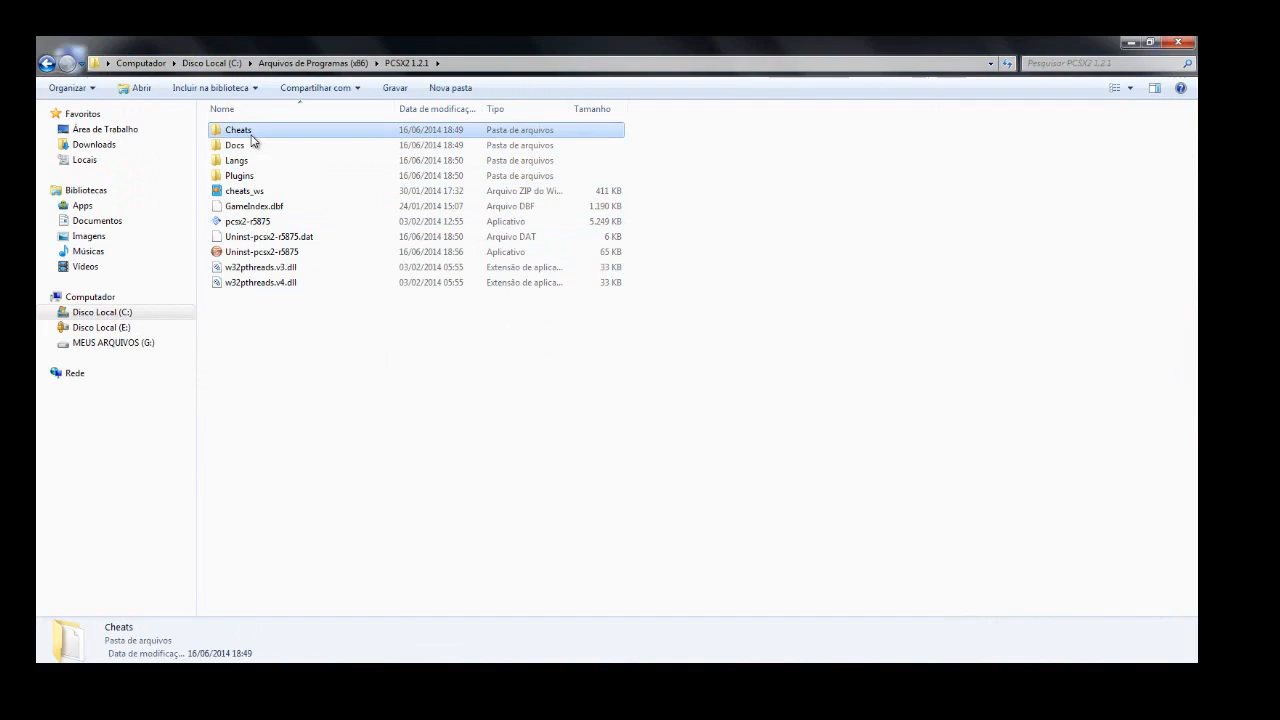 Computador ▸ Disco Local (C:) ▸ Arquivos de Programas (x86) ▸ PCSX2 1.2.1 ▸
Pesquisar PCSX2 1.2.1
Organizar Abrir Incluir na biblioteca Compartilhar com Gravar Nova pasta
Nome Data de modificaç... Tipo Tamanho
Favoritos
Área de Trabalho
Downloads
Locais
Bibliotecas
Apps
Documentos
Imagens
Músicas
Vídeos
Computador
Disco Local (C:)
Disco Local (E:)
MEUS ARQUIVOS (G:)
Rede
Cheats 16/06/2014 18:49 Pasta de arquivos
Docs 16/06/2014 18:49 Pasta de arquivos
Langs 16/06/2014 18:50 Pasta de arquivos
Plugins 16/06/2014 18:50 Pasta de arquivos
cheats_ws 30/01/2014 17:32 Arquivo ZIP do Wi... 411 KB
GameIndex.dbf 24/01/2014 15:07 Arquivo DBF 1.190 KB
pcsx2-r5875 03/02/2014 12:55 Aplicativo 5.249 KB
Uninst-pcsx2-r5875.dat 16/06/2014 18:50 Arquivo DAT 6 KB
Uninst-pcsx2-r5875 16/06/2014 18:56 Aplicativo 65 KB
w32pthreads.v3.dll 03/02/2014 05:55 Extensão de aplica... 33 KB
w32pthreads.v4.dll 03/02/2014 05:55 Extensão de aplica... 33 KB
Cheats
Pasta de arquivos
Data de modificaç... 16/06/2014 18:49